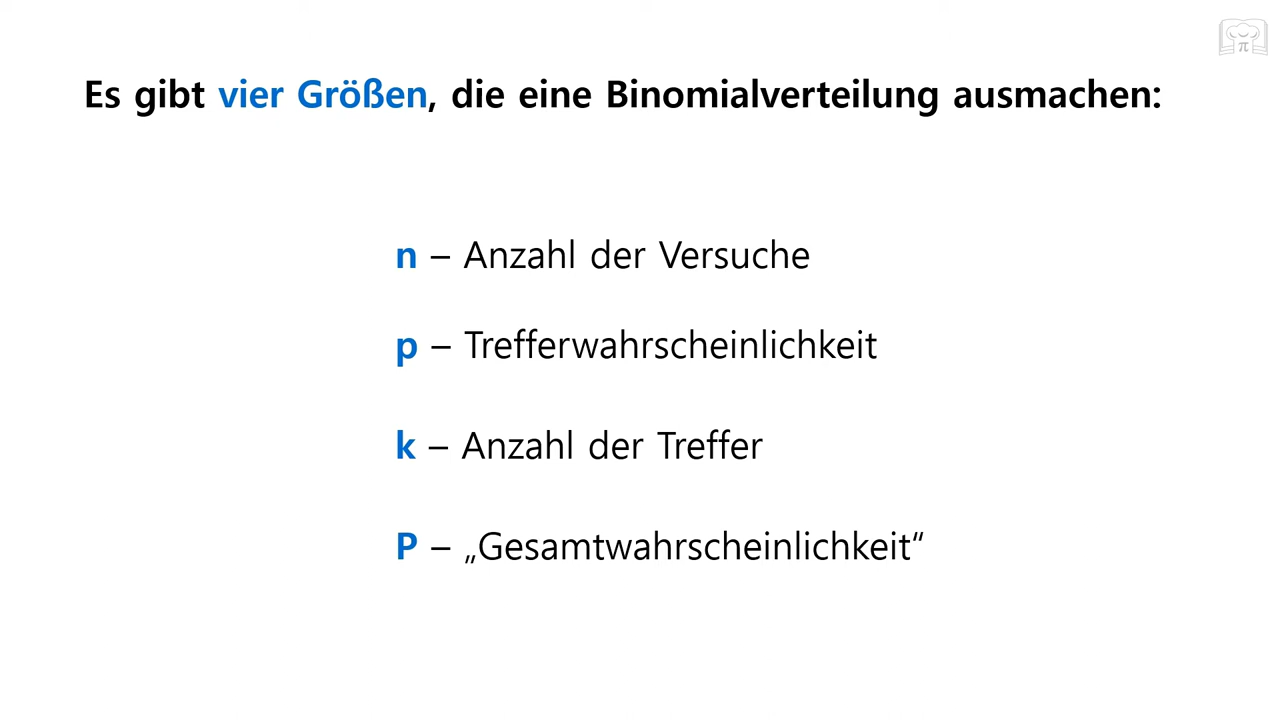 Es gibt vier Größen, die eine Binomialverteilung ausmachen:
n – Anzahl der Versuche
p – Trefferwahrscheinlichkeit
k – Anzahl der Treffer
P – „Gesamtwahrscheinlichkeit“
π